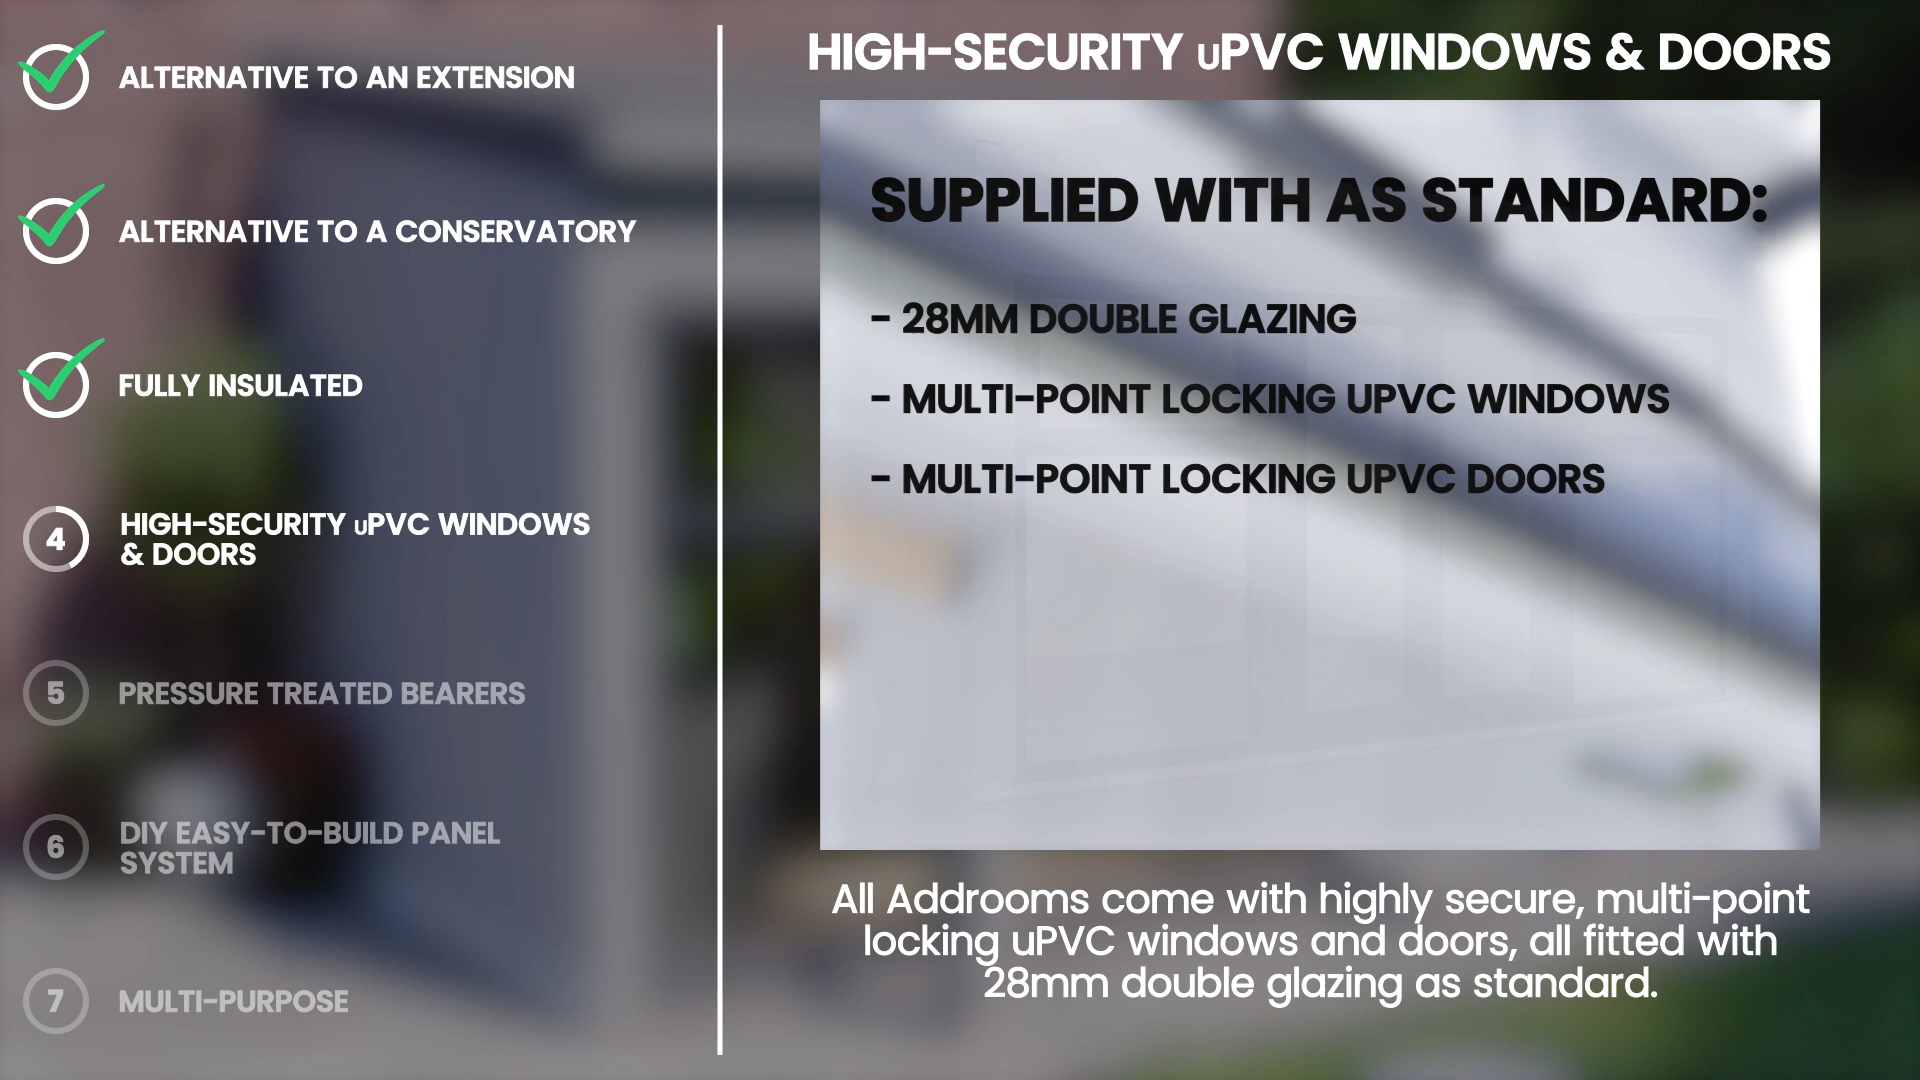 ALTERNATIVE TO AN EXTENSION
ALTERNATIVE TO A CONSERVATORY
FULLY INSULATED
4
HIGH-SECURITY uPVC WINDOWS
& DOORS
5
PRESSURE TREATED BEARERS
6
DIY EASY-TO-BUILD PANEL
SYSTEM
7
MULTI-PURPOSE
HIGH-SECURITY uPVC WINDOWS & DOORS
SUPPLIED WITH AS STANDARD:
- 28MM DOUBLE GLAZING
- MULTI-POINT LOCKING UPVC WINDOWS
- MULTI-POINT LOCKING UPVC DOORS
All Addrooms come with highly secure, multi-point
locking uPVC windows and doors, all fitted with
28mm double glazing as standard.